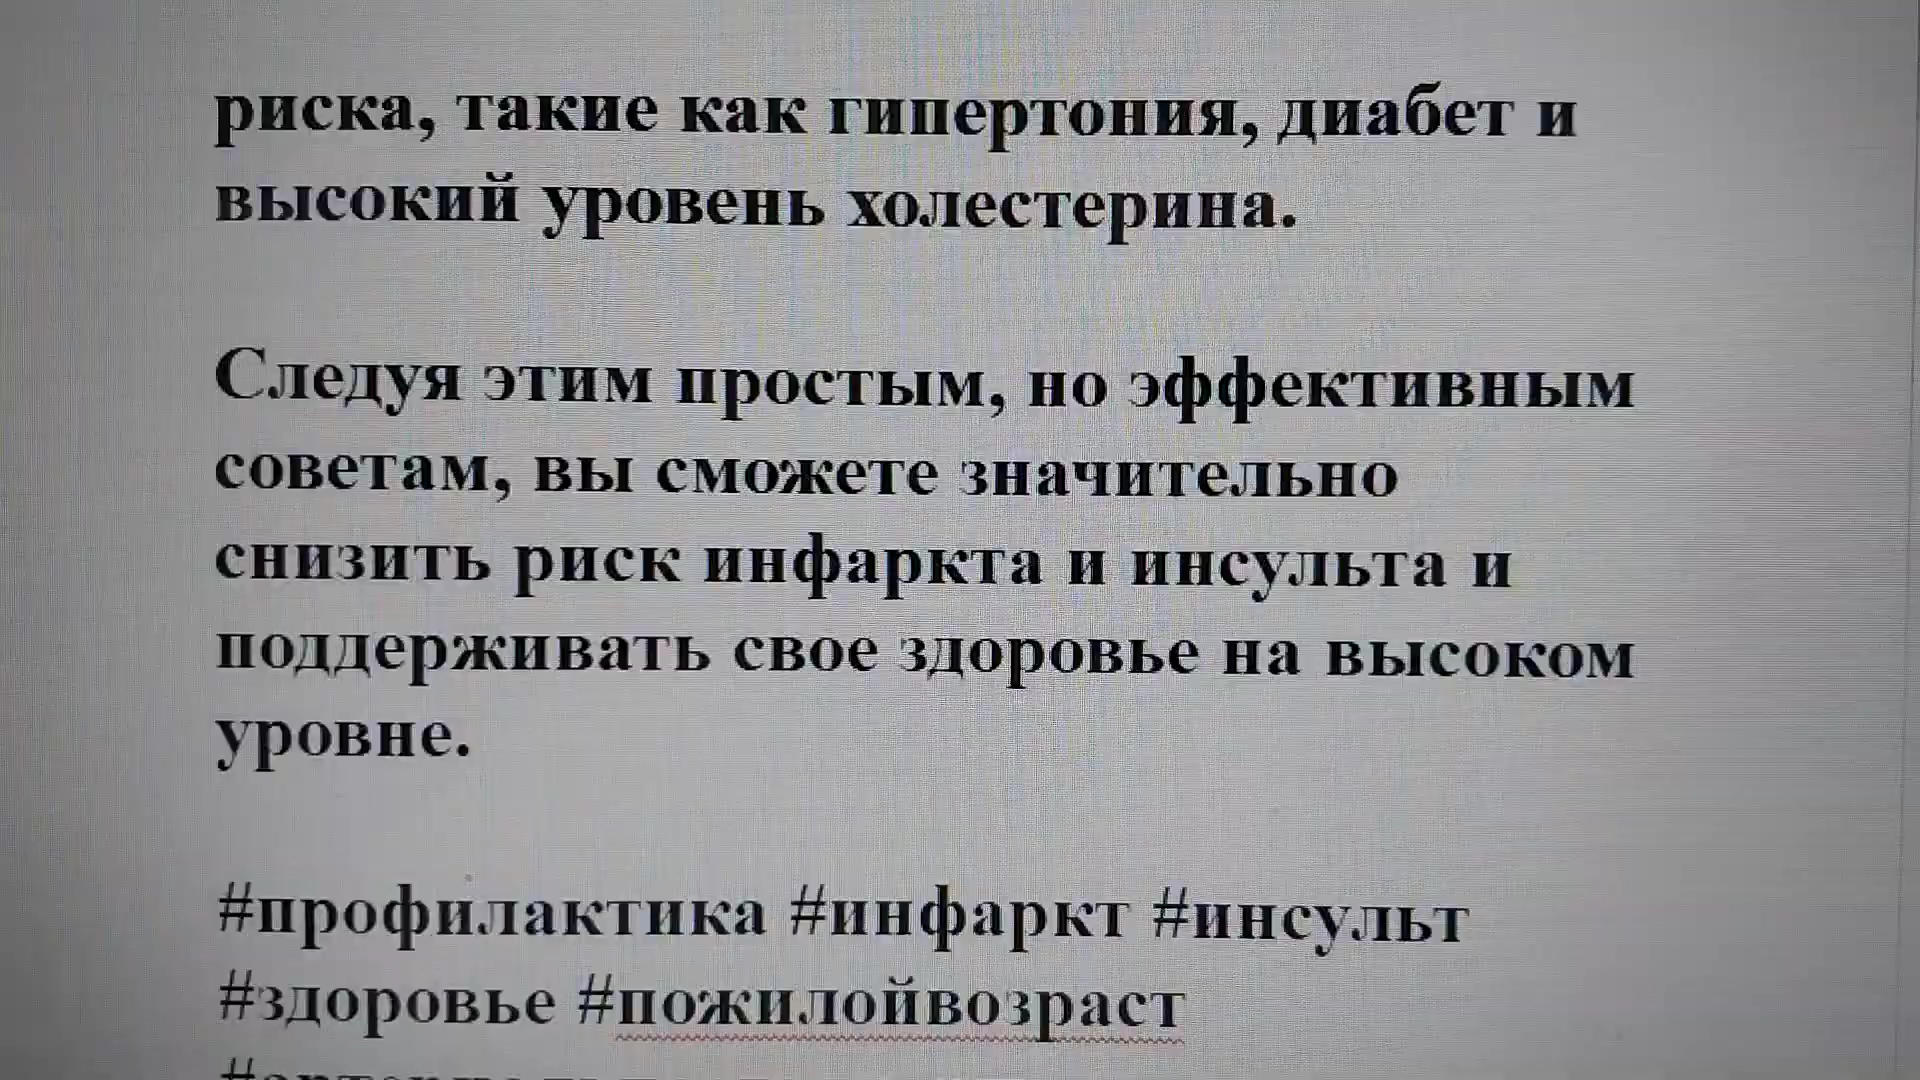 риска, такие как гипертония, диабет и
высокий уровень холестерина.
Следуя этим простым, но эффективным
советам, вы сможете значительно
снизить риск инфаркта и инсульта и
поддерживать свое здоровье на высоком
уровне.
#профилактика #инфаркт #инсульт
#здоровье #пожилойвозраст